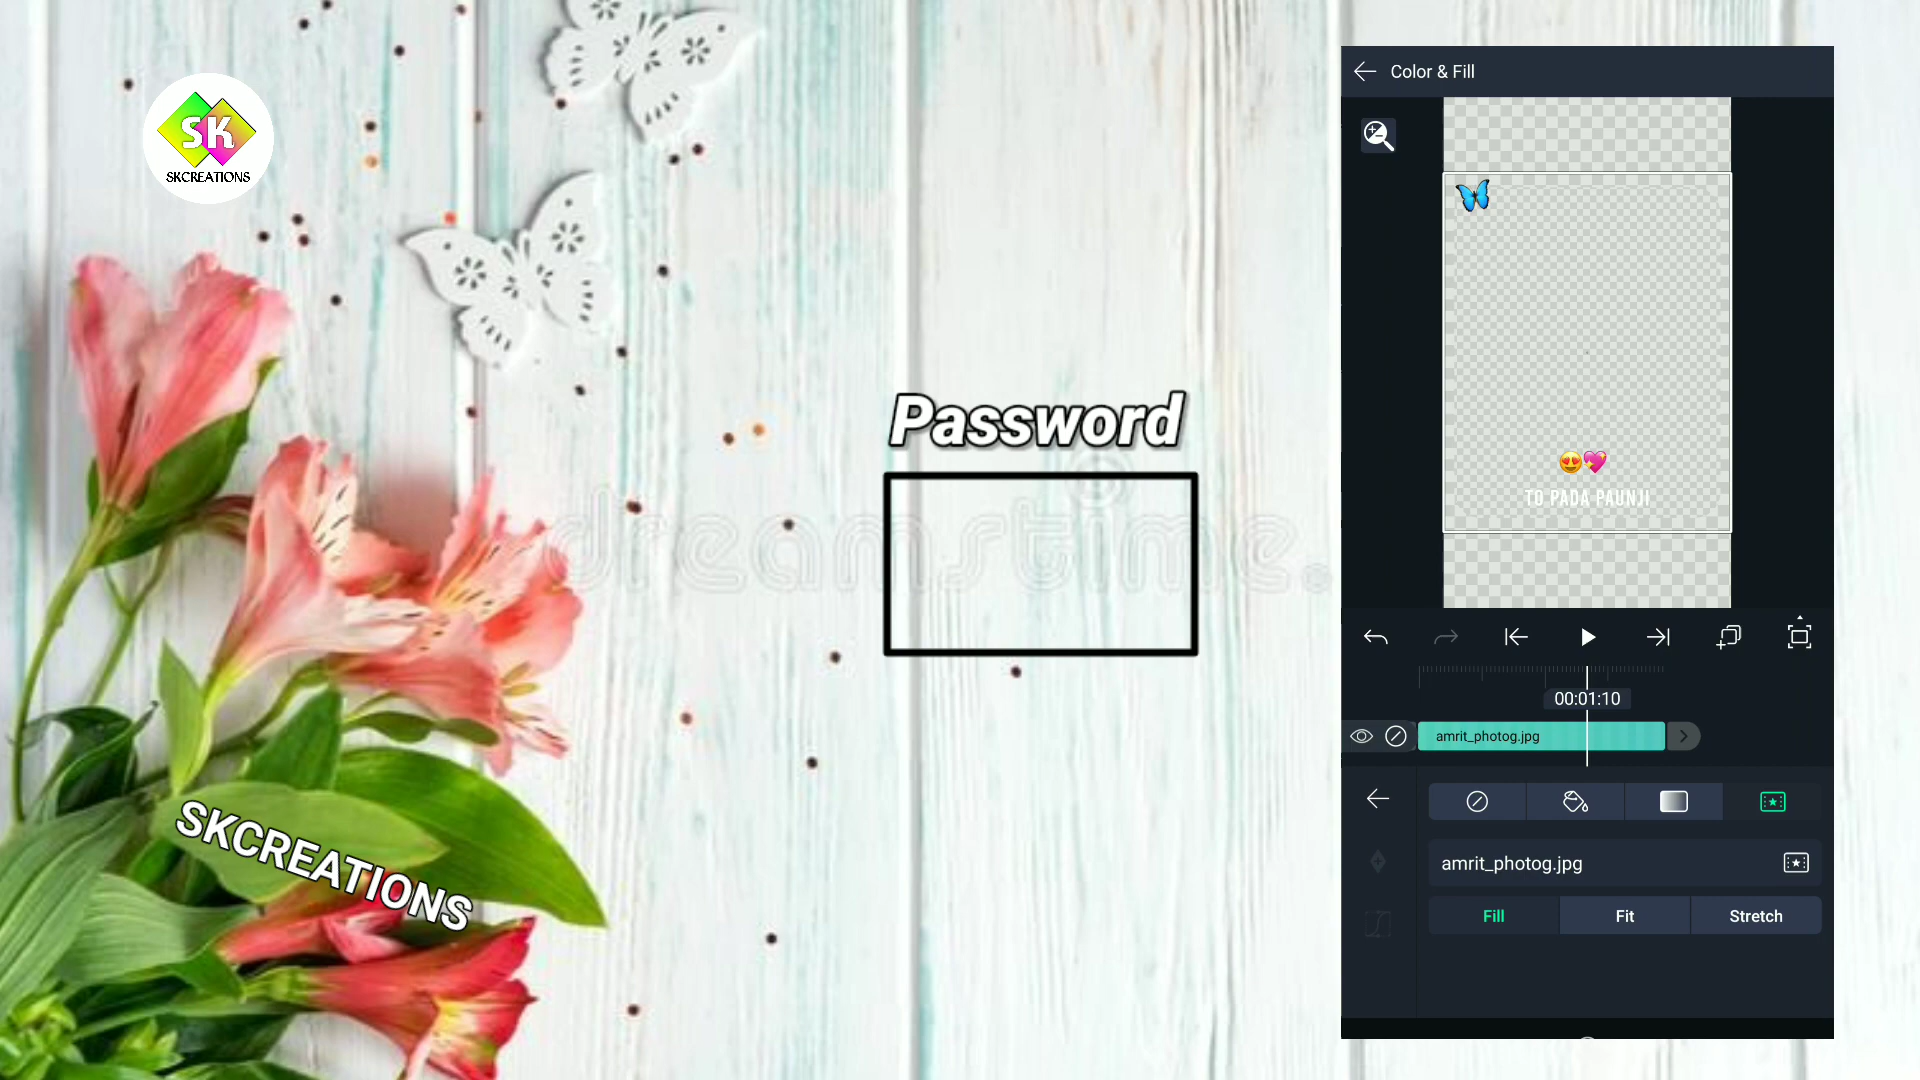 SK
SKCREATIONS
Password
dreamstime.
SKCREATIONS
Color & Fill
TO PADA PAUNJI
00:01:10
amrit_photog.jpg
amrit_photog.jpg
Fill
Fit
Stretch